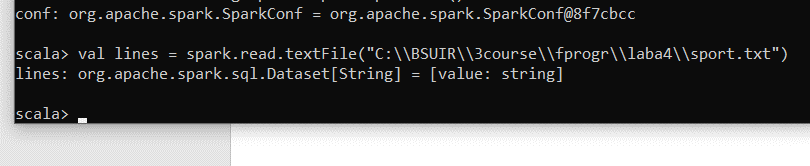 conf: org.apache.spark.SparkConf = org.apache.spark.SparkConf@8f7cbcc
scala> val lines = spark.read.textFile("C:\\BSUIR\\3course\\fprogr\\laba4\\sport.txt")
lines: org.apache.spark.sql.Dataset[String] = [value: string]
scala>